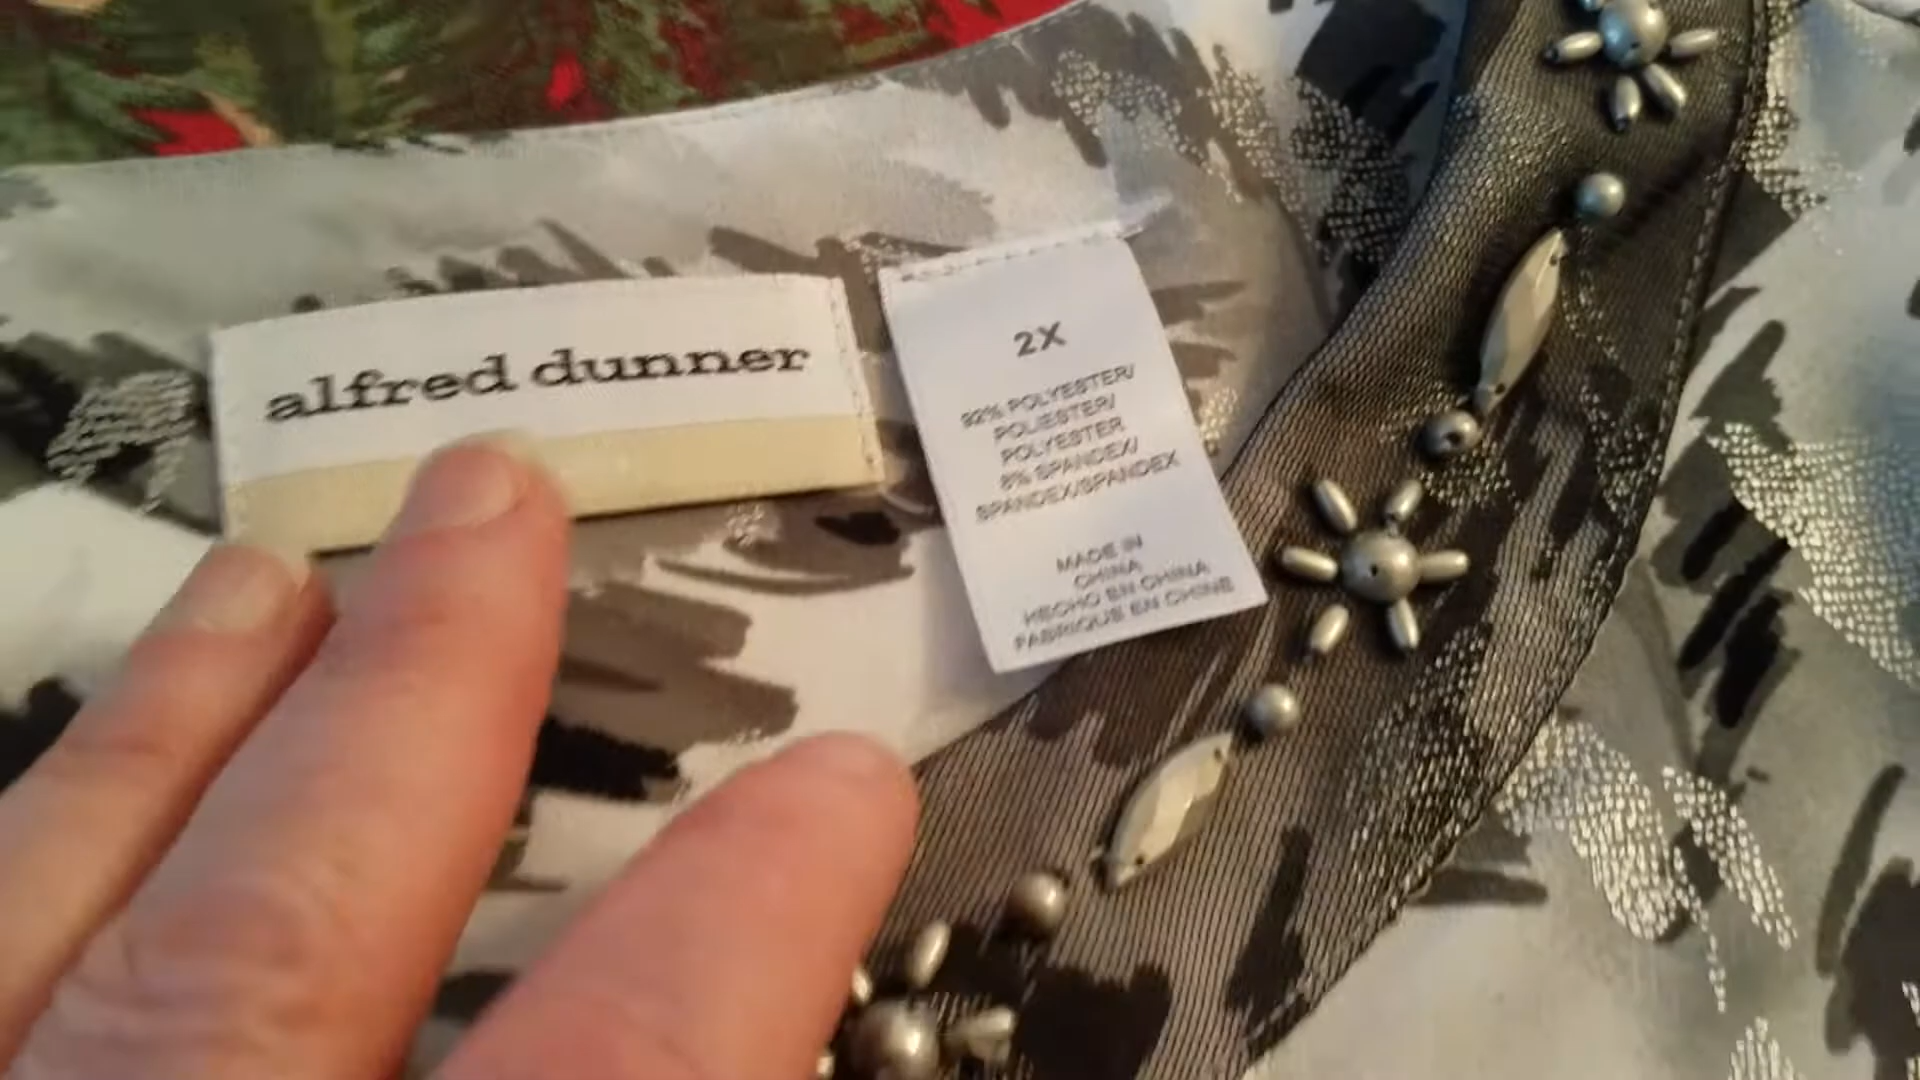 alfred dunner
2X
92% POLYESTER/
POLIESTER/
POLYESTER
8% SPANDEX/
SPANDEX/SPANDEX
MADE IN
CHINA
HECHO EN CHINA
FABRIQUE EN CHINE